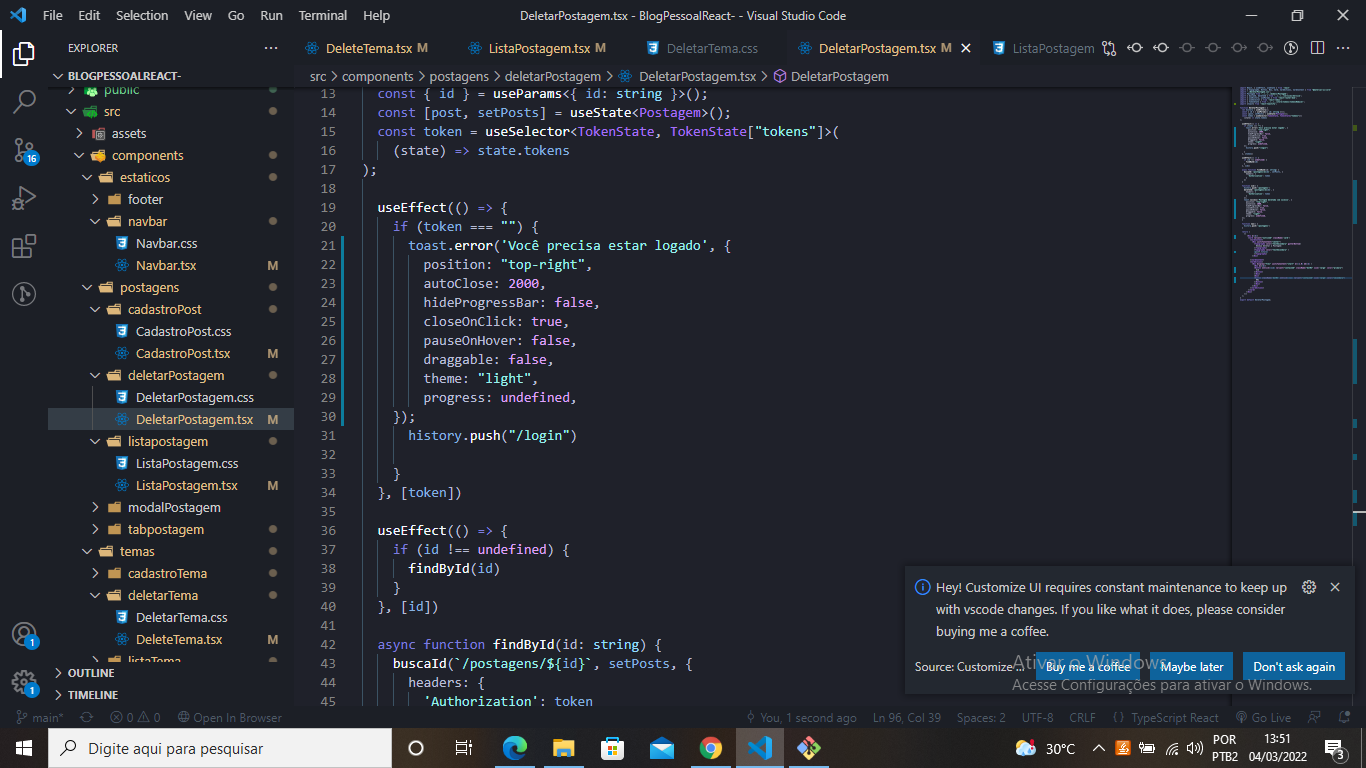 File Edit Selection View Go Run Terminal Help
DeletarPostagem.tsx - BlogPessoalReact- - Visual Studio Code
EXPLORER
DeleteTema.tsx M
ListaPostagem.tsx M
DeletarTema.css
DeletarPostagem.tsx M
ListaPostagem
BLOGPESSOALREACT-
src > components > postagens > deletarPostagem > DeletarPostagem.tsx > DeletarPostagem
public
src
assets
components
estaticos
footer
navbar
Navbar.css
Navbar.tsx M
postagens
cadastroPost
CadastroPost.css
CadastroPost.tsx M
deletarPostagem
DeletarPostagem.css
DeletarPostagem.tsx M
listapostagem
ListaPostagem.css
ListaPostagem.tsx M
modalPostagem
tabpostagem
temas
cadastroTema
deletarTema
DeletarTema.css
DeleteTema.tsx M
listaTema
OUTLINE
TIMELINE
16
1
1
13 const { id } = useParams<{ id: string }>();
14 const [post, setPosts] = useState<Postagem>();
15 const token = useSelector<TokenState, TokenState["tokens"]>(
16 (state) => state.tokens
17 );
18
19 useEffect(() => {
20 if (token === "") {
21 toast.error('Você precisa estar logado', {
22 position: "top-right",
23 autoClose: 2000,
24 hideProgressBar: false,
25 closeOnClick: true,
26 pauseOnHover: false,
27 draggable: false,
28 theme: "light",
29 progress: undefined,
30 });
31 history.push("/login")
32
33 }
34 }, [token])
35
36 useEffect(() => {
37 if (id !== undefined) {
38 findById(id)
39 }
40 }, [id])
41
42 async function findById(id: string) {
43 buscaId(`/postagens/${id}`, setPosts, {
44 headers: {
45 'Authorization': token
Hey! Customize UI requires constant maintenance to keep up
with vscode changes. If you like what it does, please consider
buying me a coffee.
Source: Customize ...
Buy me a coffee
Maybe later
Don't ask again
Ativar o Windows
Acesse Configurações para ativar o Windows.
main*
0 0
Open In Browser
You, 1 second ago
Ln 96, Col 39
Spaces: 2
UTF-8
CRLF
{ } TypeScript React
Go Live
Digite aqui para pesquisar
30°C
POR
PTB2
13:51
04/03/2022
3